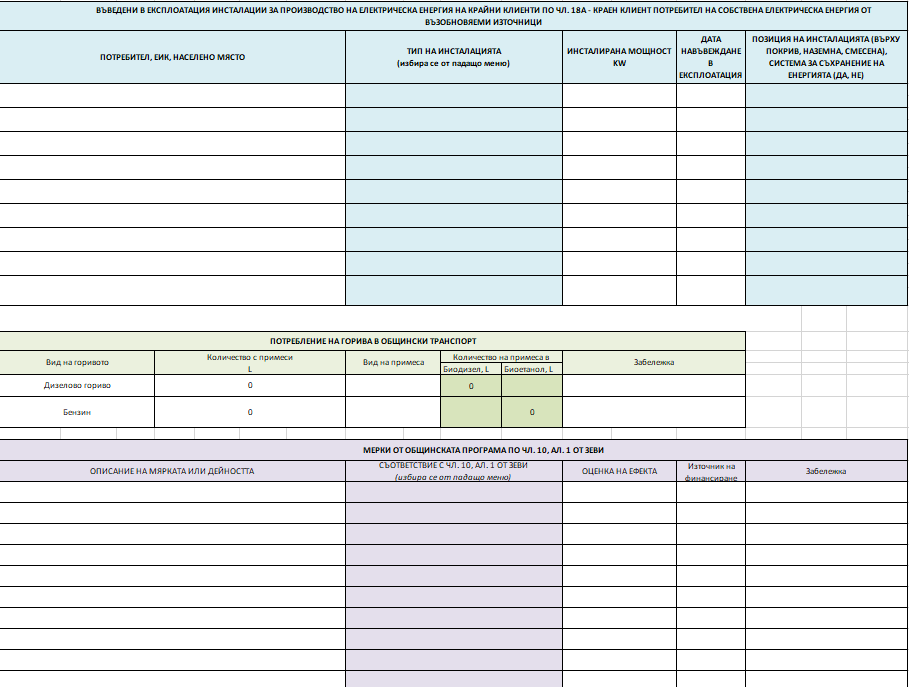 ВЪВЕДЕНИ В ЕКСПЛОАТАЦИЯ ИНСТАЛАЦИИ ЗА ПРОИЗВОДСТВО НА ЕЛЕКТРИЧЕСКА ЕНЕРГИЯ НА КРАЙНИ КЛИЕНТИ ПО ЧЛ. 18А - КРАЕН КЛИЕНТ ПОТРЕБИТЕЛ НА СОБСТВЕНА ЕЛЕКТРИЧЕСКА ЕНЕРГИЯ ОТ
ВЪЗОБНОВЯЕМИ ИЗТОЧНИЦИ
ПОТРЕБИТЕЛ, ЕИК, НАСЕЛЕНО МЯСТО
ТИП НА ИНСТАЛАЦИЯТА
(избира се от падащо меню)
ИНСТАЛИРАНА МОЩНОСТ
KW
ДАТА
НАВЪВЕЖДАНЕ
В
ЕКСПЛОАТАЦИЯ
ПОЗИЦИЯ НА ИНСТАЛАЦИЯТА (ВЪРХУ
ПОКРИВ, НАЗЕМНА, СМЕСЕНА),
СИСТЕМА ЗА СЪХРАНЕНИЕ НА
ЕНЕРГИЯТА (ДА, НЕ)
ПОТРЕБЛЕНИЕ НА ГОРИВА В ОБЩИНСКИ ТРАНСПОРТ
Вид на горивото
Количество с примеси
L
Вид на примеса
Количество на примеса в
Биодизел, L
Биоетанол, L
Забележка
Дизелово гориво
0
0
Бензин
0
0
МЕРКИ ОТ ОБЩИНСКАТА ПРОГРАМА ПО ЧЛ. 10, АЛ. 1 ОТ ЗЕВИ
ОПИСАНИЕ НА МЯРКАТА ИЛИ ДЕЙНОСТТА
СЪОТВЕТСТВИЕ С ЧЛ. 10, АЛ. 1 ОТ ЗЕВИ
(избира се от падащо меню)
ОЦЕНКА НА ЕФЕКТА
Източник на
финансиране
Забележка